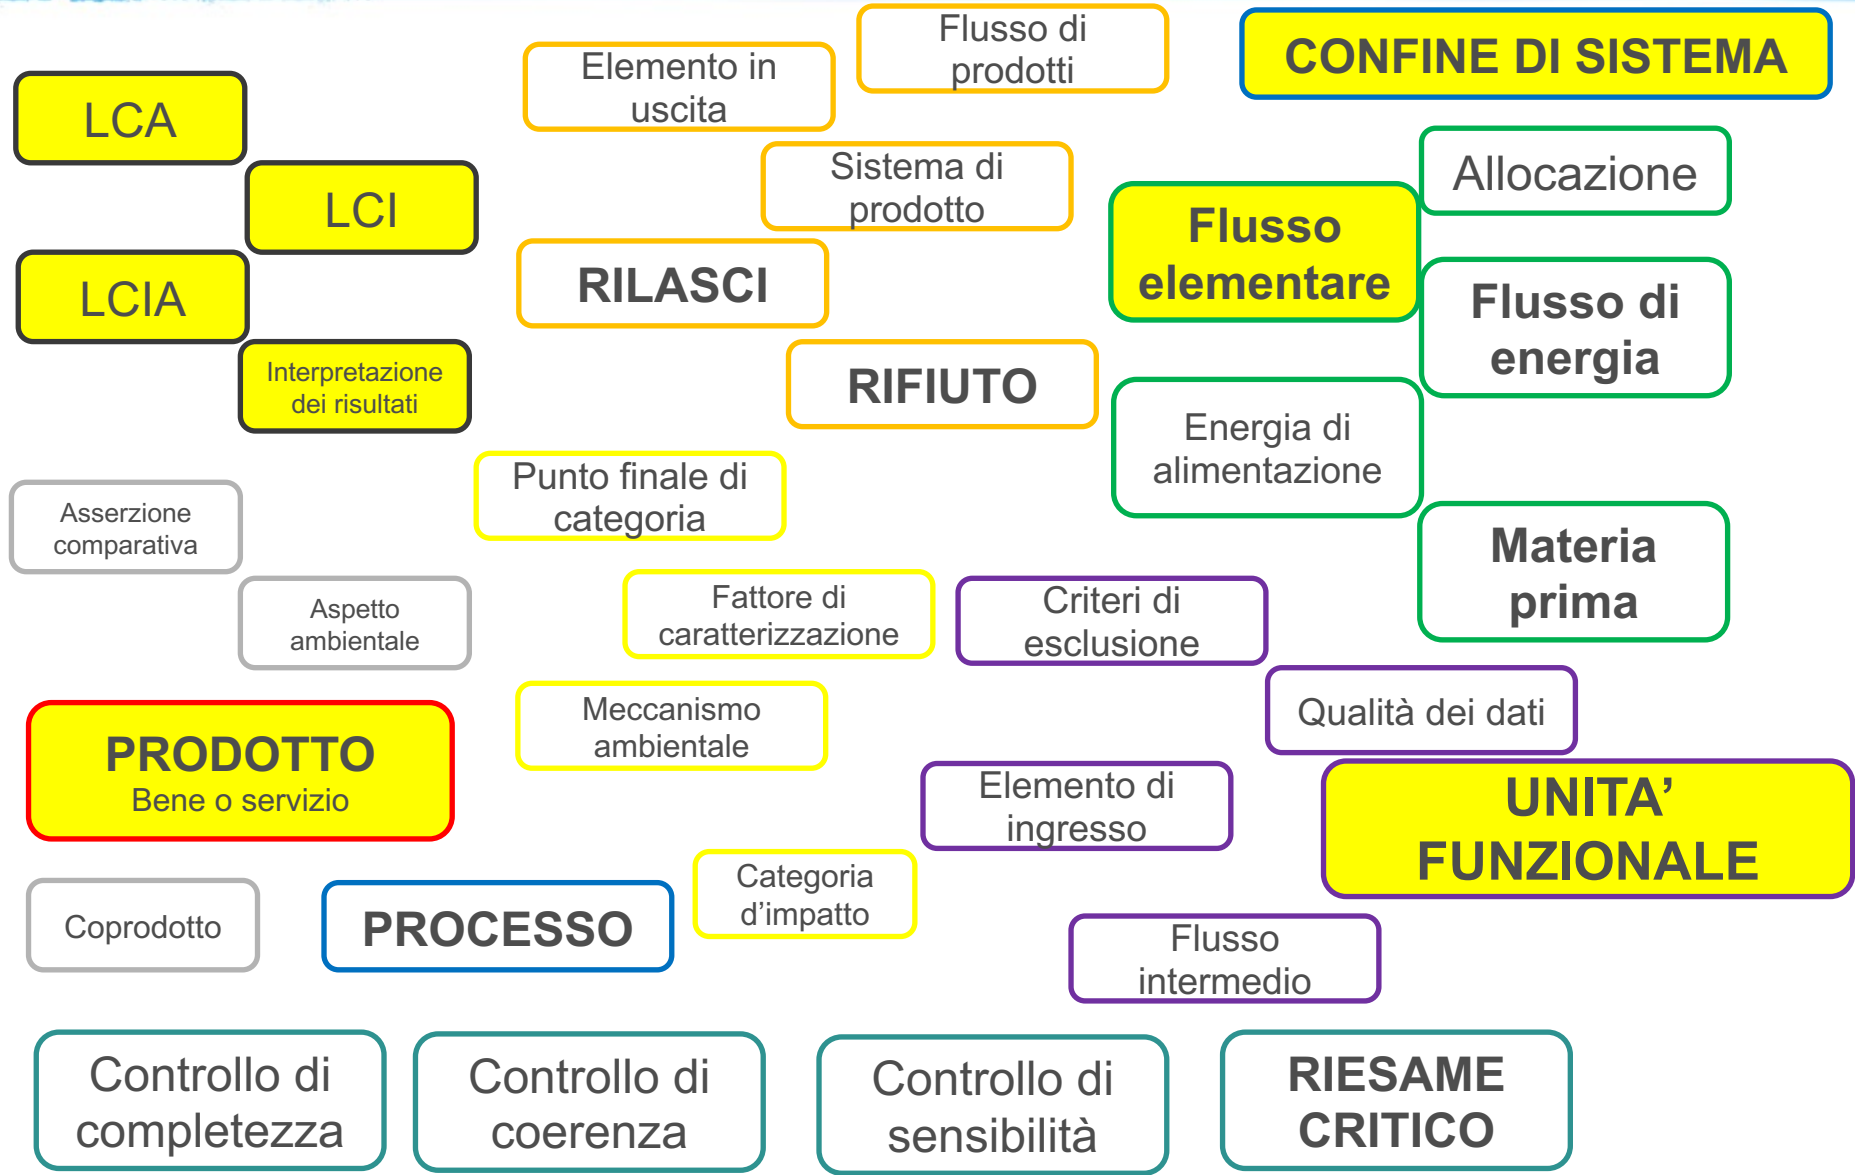 Flusso di
prodotti
CONFINE DI SISTEMA
Elemento in
uscita
LCA
Allocazione
Sistema di
prodotto
LCI
Flusso
elementare
RILASCI
LCIA
Flusso di
energia
Interpretazione
dei risultati
RIFIUTO
Energia di
alimentazione
Punto finale di
categoria
Asserzione
comparativa
Materia
prima
Fattore di
caratterizzazione
Criteri di
esclusione
Aspetto
ambientale
Meccanismo
ambientale
Qualità dei dati
PRODOTTO
Bene o servizio
Elemento di
ingresso
UNITA’
FUNZIONALE
Categoria
d’impatto
Coprodotto
PROCESSO
Flusso
intermedio
Controllo di
completezza
Controllo di
coerenza
Controllo di
sensibilità
RIESAME
CRITICO